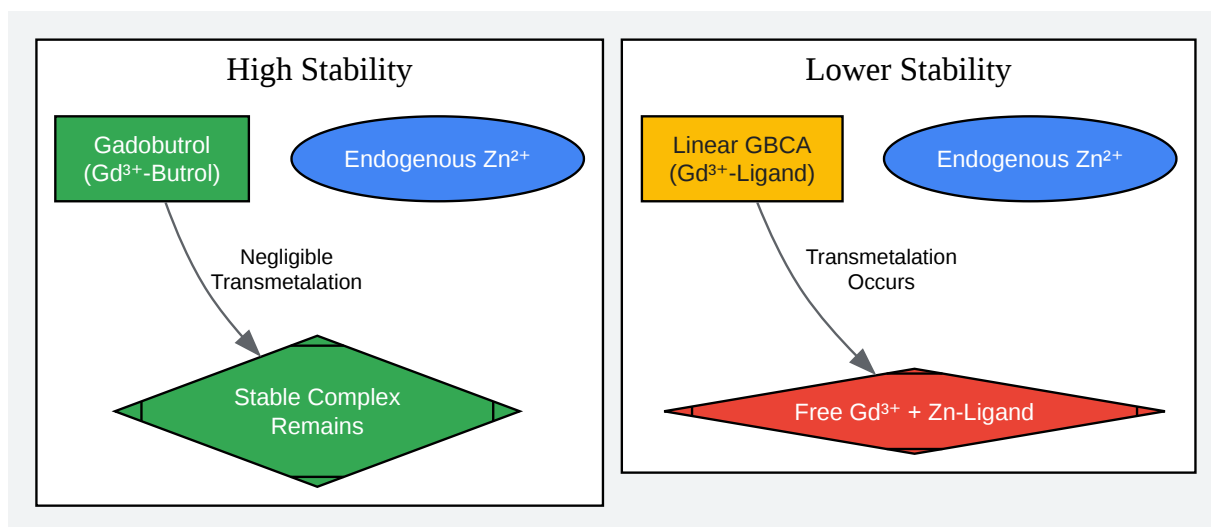 High Stability
Gadobutrol
(Gd³⁺-Butrol)
Endogenous Zn²⁺
Negligible
Transmetalation
Stable Complex
Remains
Lower Stability
Linear GBCA
(Gd³⁺-Ligand)
Endogenous Zn²⁺
Transmetalation
Occurs
Free Gd³⁺ + Zn-Ligand